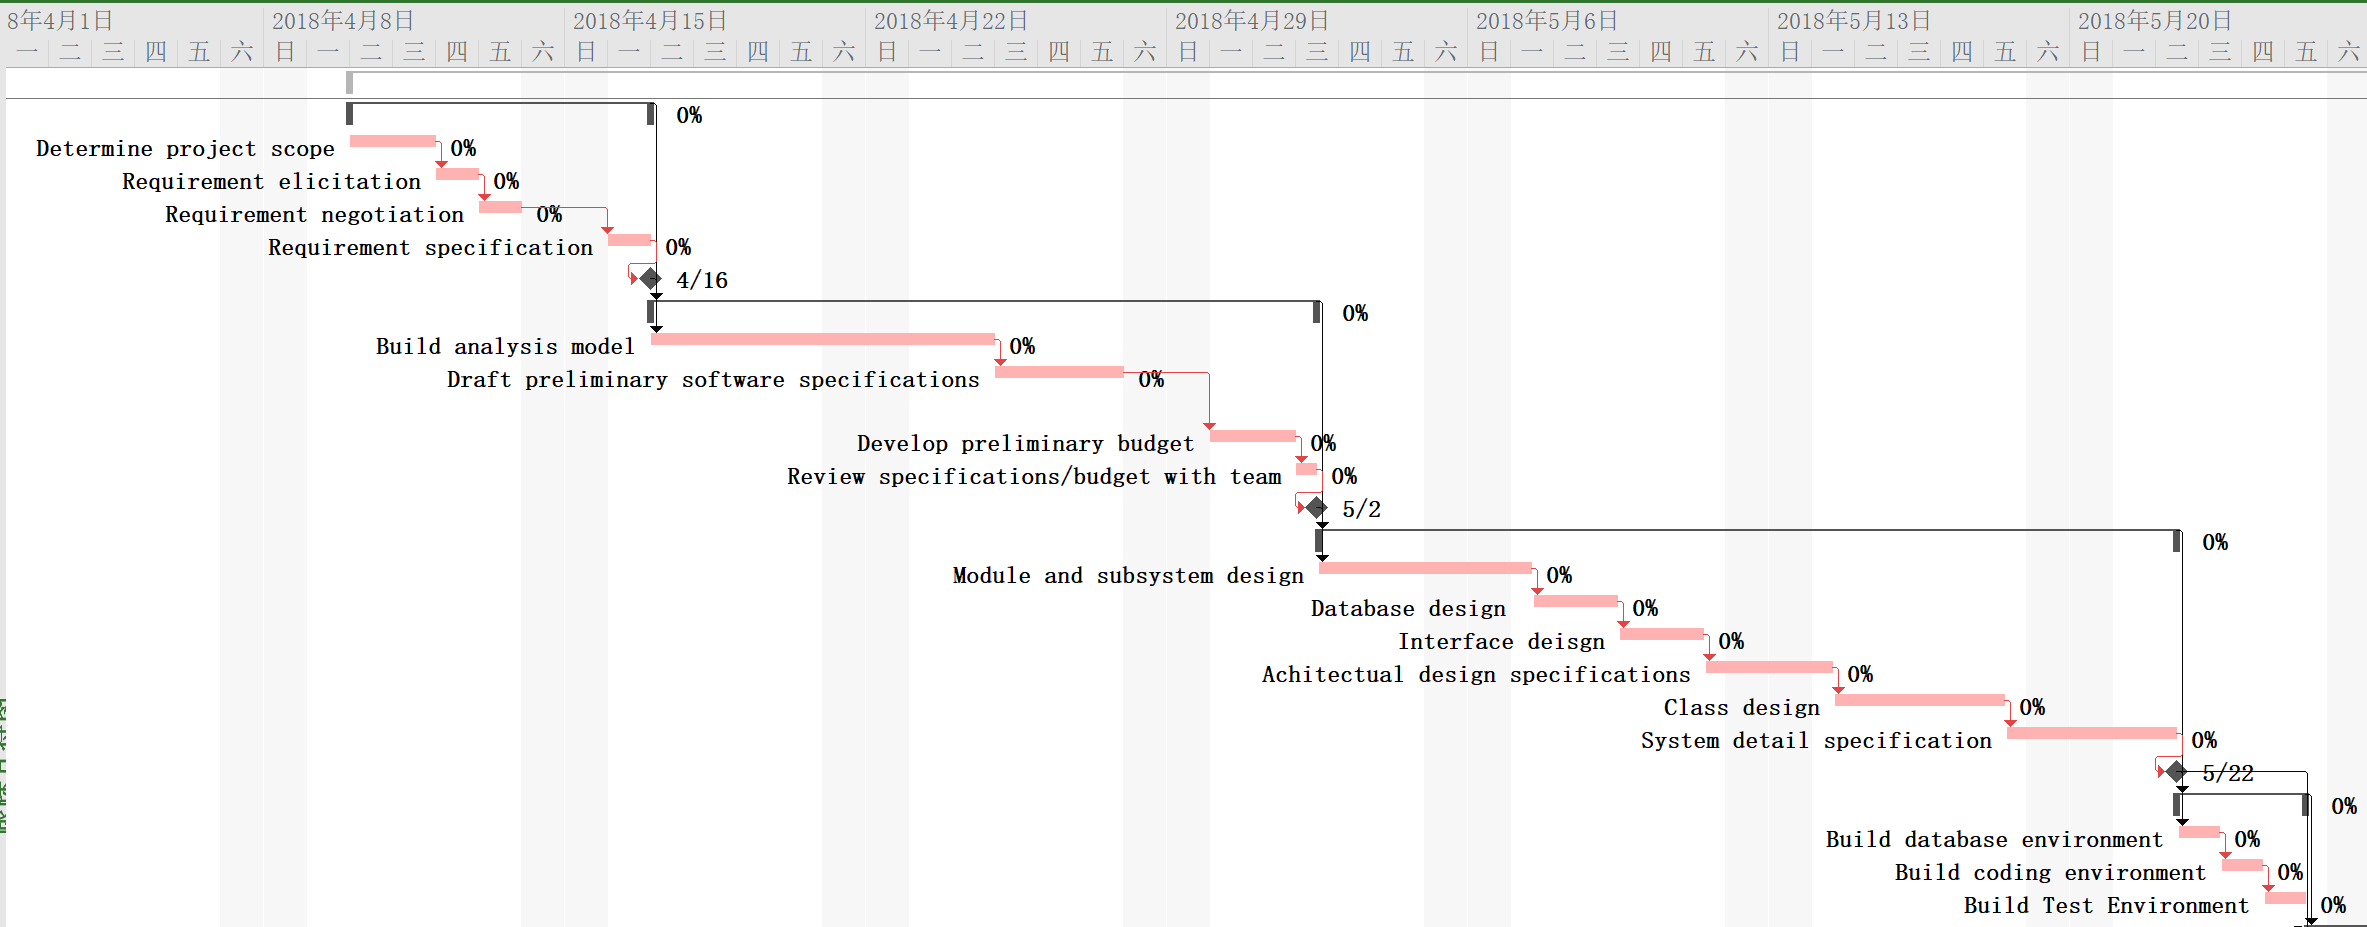 8年4月1日 2018年4月8日 2018年4月15日 2018年4月22日 2018年4月29日 2018年5月6日 2018年5月13日 2018年5月20日
一 二 三 四 五 六 日 一 二 三 四 五 六 日 一 二 三 四 五 六 日 一 二 三 四 五 六 日 一 二 三 四 五 六 日 一 二 三 四 五 六 日 一 二 三 四 五 六 日 一 二 三 四 五 六
0%
Determine project scope 0%
Requirement elicitation 0%
Requirement negotiation 0%
Requirement specification 0%
4/16
0%
Build analysis model 0%
Draft preliminary software specifications 0%
Develop preliminary budget 0%
Review specifications/budget with team 0%
5/2
0%
Module and subsystem design 0%
Database design 0%
Interface deisgn 0%
Achitectual design specifications 0%
Class design 0%
System detail specification 0%
5/22
0%
Build database environment 0%
Build coding environment 0%
Build Test Environment 0%